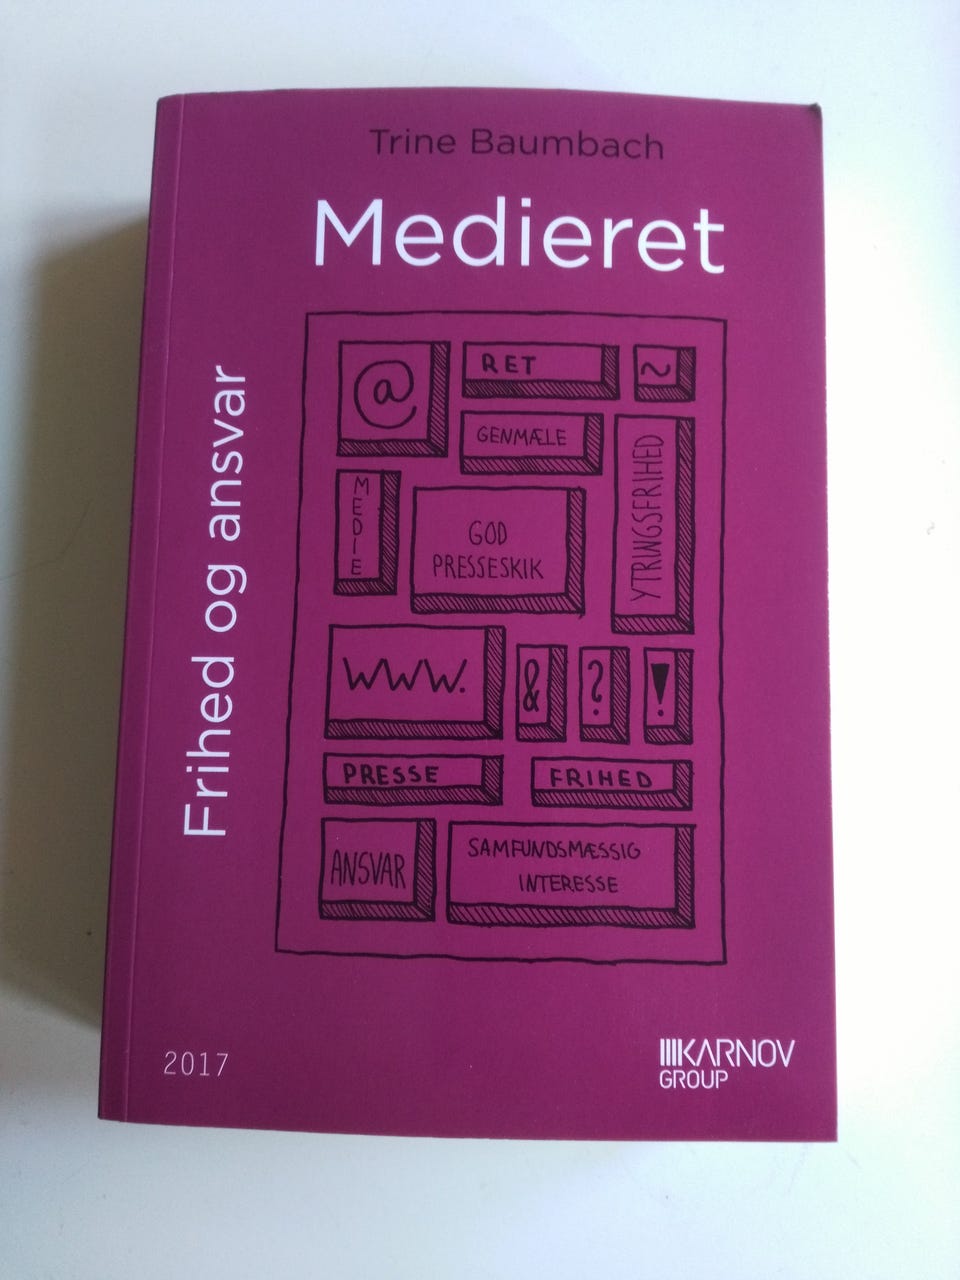 Trine Baumbach
Medieret
Frihed og ansvar
@
RET
~
GENMÆLE
YTRINGSFRIHED
MEDIE
GOD
PRESSESKIK
WWW.
&
?
!
PRESSE
FRIHED
ANSVAR
SAMFUNDSMÆSSIG
INTERESSE
2017
KARNOV
GROUP